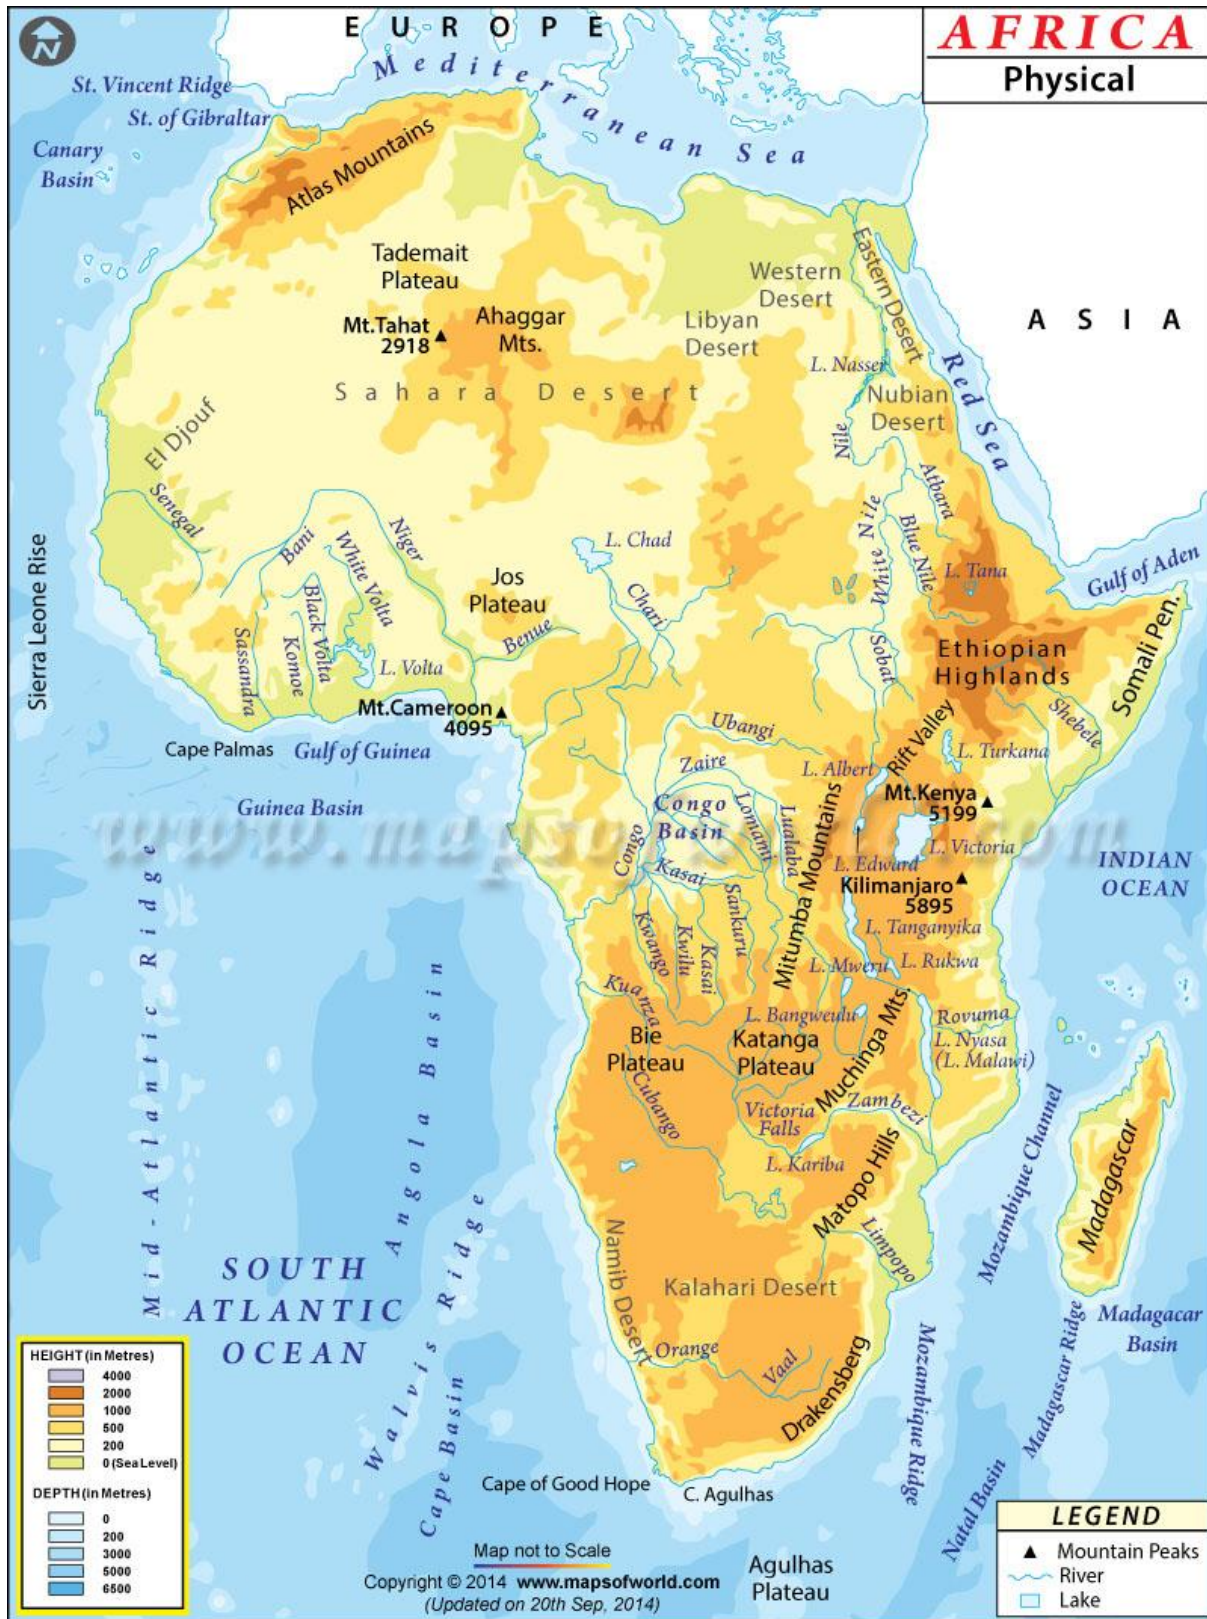 N
E U R O P E
AFRICA
Physical
Mediterranean Sea
St. Vincent Ridge
St. of Gibraltar
Canary
Basin
Atlas Mountains
Tademait
Plateau
Mt.Tahat
2918
Ahaggar
Mts.
Western
Desert
Eastern Desert
Libyan
Desert
A S I A
L. Nasser
Red Sea
Sahara Desert
Nubian
Desert
El Djouf
Nile
Atbara
Senegal
Bani
Niger
White Volta
L. Chad
White Nile
Blue Nile
L. Tana
Gulf of Aden
Sierra Leone Rise
Jos
Plateau
Chari
Benue
Black Volta
Komoe
Sassandra
L. Volta
Sobat
Ethiopian
Highlands
Somali Pen.
Shebele
Mt.Cameroon
4095
Cape Palmas
Gulf of Guinea
Ubangi
Rift Valley
L. Turkana
Zaire
L. Albert
Guinea Basin
Congo
Basin
Lomami
Lualaba
Mt.Kenya
5199
www.mapsofworld.com
Congo
Kasai
Mitumba Mountains
L. Edward
L. Victoria
INDIAN
OCEAN
Kilimanjaro
5895
Sankuru
Kwango
Kwilu
Kasai
L. Tanganyika
Mid-Atlantic Ridge
Angola Basin
L. Mweru
L. Rukwa
Kuanza
L. Bangweulu
Rovuma
Bie
Plateau
Katanga
Plateau
Muchinga Mts.
L. Nyasa
(L. Malawi)
Cubango
Victoria
Falls
Zambezi
Mozambique Channel
L. Kariba
Matopo Hills
Madagascar
Namib Desert
Limpopo
SOUTH
ATLANTIC
OCEAN
Walvis Ridge
Kalahari Desert
Madagacar
Basin
Madagascar Ridge
Mozambique Ridge
Orange
Vaal
Drakensberg
Cape Basin
Natal Basin
Cape of Good Hope
C. Agulhas
Agulhas
Plateau
HEIGHT (in Metres)
4000
2000
1000
500
200
0 (Sea Level)
DEPTH (in Metres)
0
200
3000
5000
6500
Map not to Scale
Copyright © 2014 www.mapsofworld.com
(Updated on 20th Sep, 2014)
LEGEND
Mountain Peaks
River
Lake